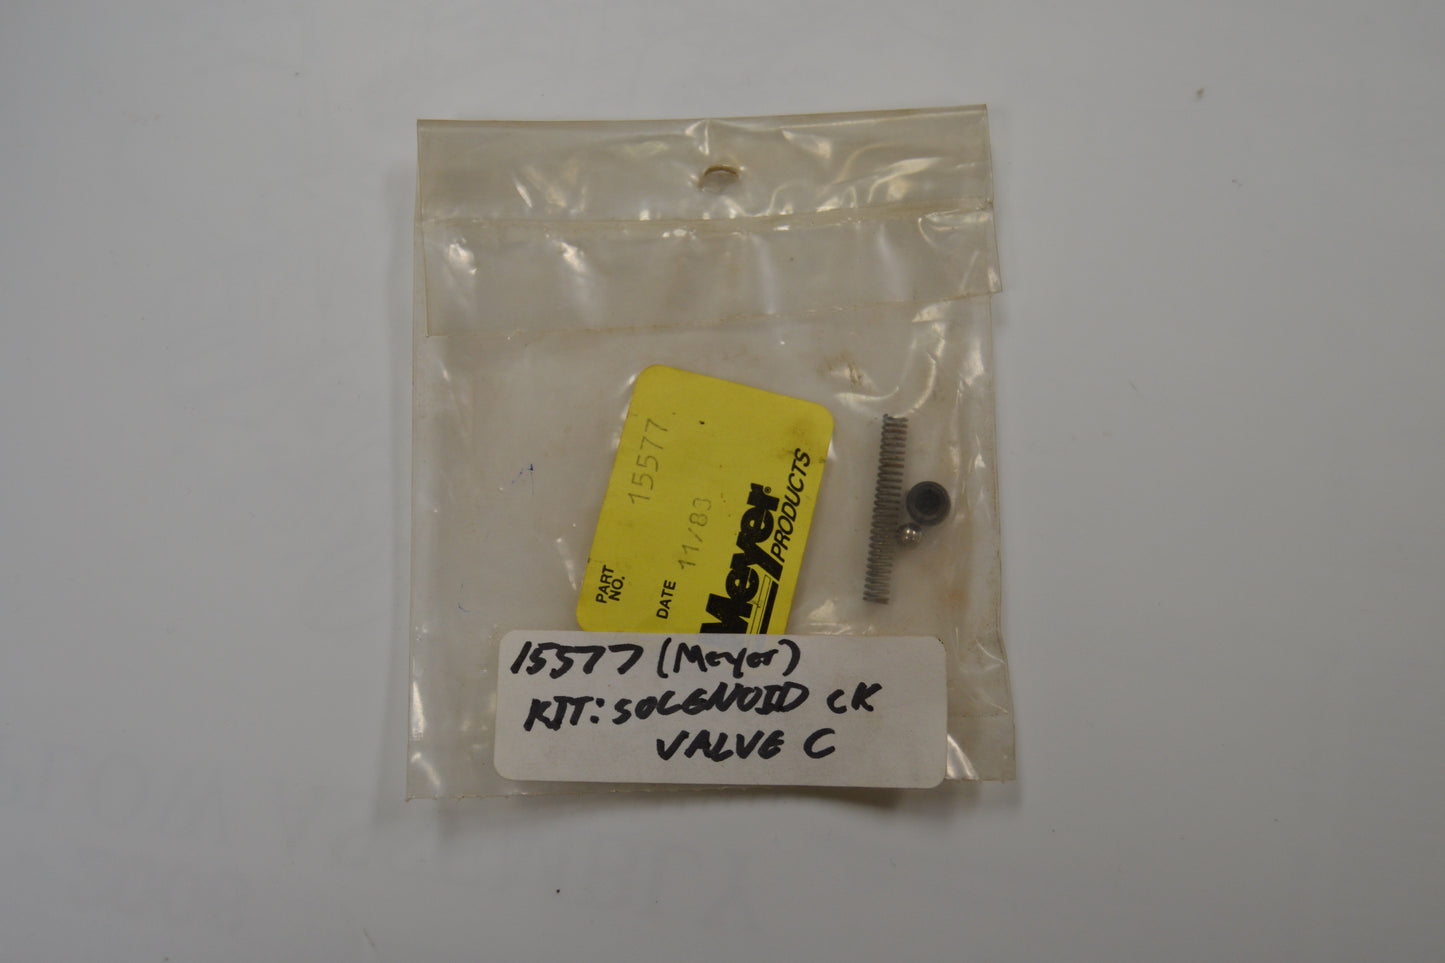 PART NO. 15577
DATE 11/83
Meyer®
PRODUCTS
15577 (Meyer)
KIT: SOLENOID CK
VALVE C